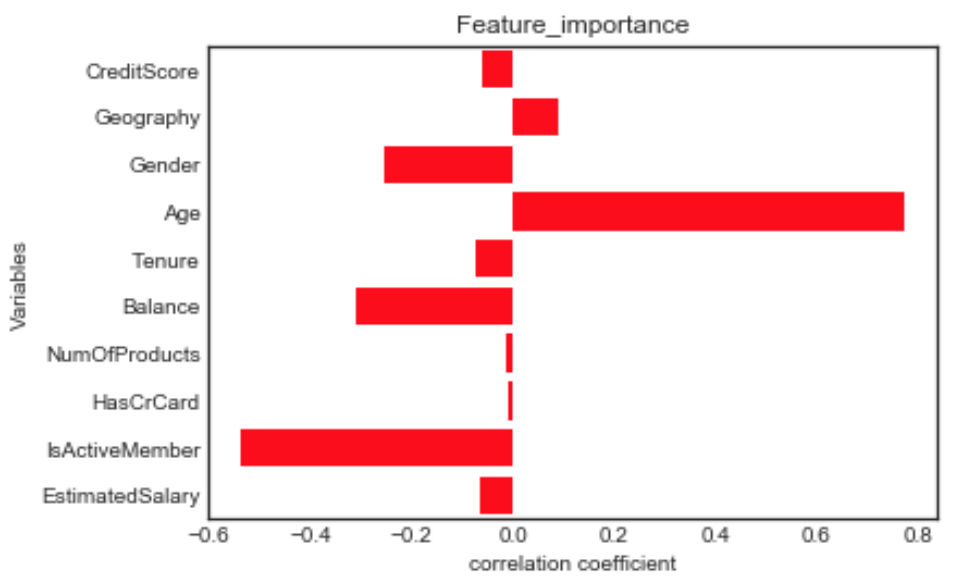 Feature_importance
Variables
CreditScore
Geography
Gender
Age
Tenure
Balance
NumOfProducts
HasCrCard
IsActiveMember
EstimatedSalary
−0.6 −0.4 −0.2 0.0 0.2 0.4 0.6 0.8
correlation coefficient